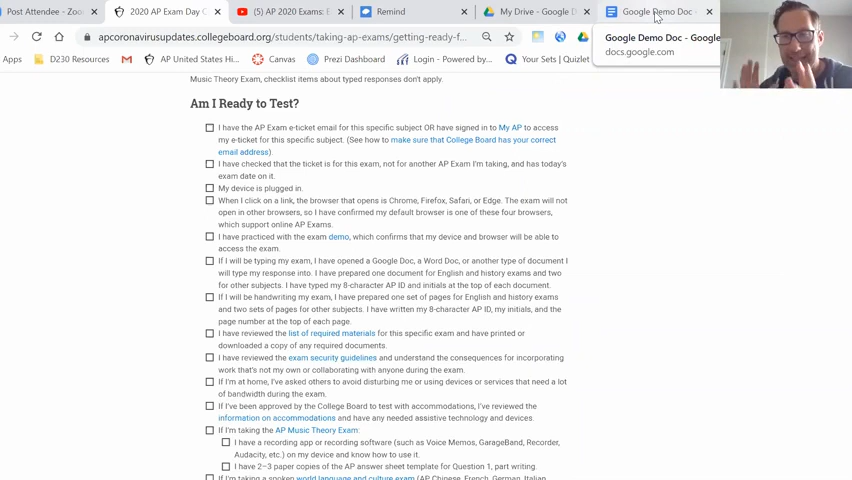 Post Attendee - Zoo
2020 AP Exam Day C
(5) AP 2020 Exams: E
Remind
My Drive - Google D
Google Demo Doc -
apcoronavirusupdates.collegeboard.org/students/taking-ap-exams/getting-ready-f...
Google Demo Doc - Google
docs.google.com
Apps
D230 Resources
AP United States Hi...
Prezi Dashboard
Login - Powered by...
Your Sets | Quizlet
Music Theory Exam, checklist items about typed responses don't apply.
Am I Ready to Test?
I have the AP Exam e-ticket email for this specific subject OR have signed in to My AP to access
my e-ticket for this specific subject. (See how to make sure that College Board has your correct
email address).
I have checked that the ticket is for this exam, not for another AP Exam I'm taking, and has today's
exam date on it.
My device is plugged in.
When I click on a link, the browser that opens is Chrome, Firefox, Safari, or Edge. The exam will not
open in other browsers, so I have confirmed my default browser is one of these four browsers,
which support online AP Exams.
I have practiced with the exam demo, which confirms that my device and browser will be able to
access the exam.
If I will be typing my exam, I have opened a Google Doc, a Word Doc, or another type of document I
will type my response into. I have prepared one document for English and history exams and two
for other subjects. I have typed my 8-character AP ID and initials at the top of each document.
If I will be handwriting my exam, I have prepared one set of pages for English and history exams
and two sets of pages for other subjects. I have written my 8-character AP ID, my initials, and the
page number at the top of each page.
I have reviewed the list of required materials for this specific exam and have printed or
downloaded a copy of any required documents.
I have reviewed the exam security guidelines and understand the consequences for incorporating
work that's not my own or collaborating with anyone during the exam.
If I'm at home, I've asked others to avoid disturbing me or using devices or services that need a lot
of bandwidth during the exam.
If I've been approved by the College Board to test with accommodations, I've reviewed the
information on accommodations and have any needed assistive technology and devices.
If I'm taking the AP Music Theory Exam:
I have a recording app or recording software (such as Voice Memos, GarageBand, Recorder,
Audacity, etc.) on my device and know how to use it.
I have 2–3 paper copies of the AP answer sheet template for Question 1, part writing.
If I'm taking a spoken world language and culture exam (AP Chinese, French, German, Italian